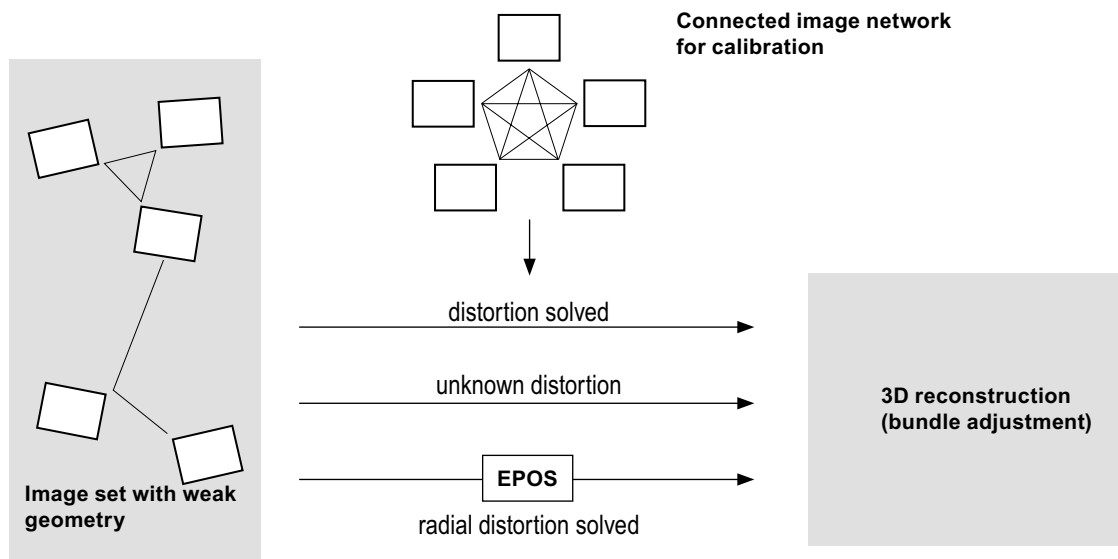 Connected image network
for calibration
distortion solved
unknown distortion
3D reconstruction
(bundle adjustment)
EPOS
radial distortion solved
Image set with weak
geometry